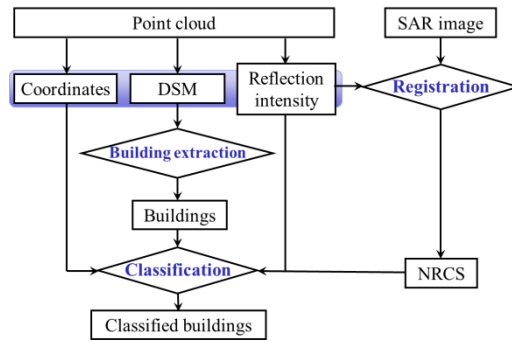 Point cloud
SAR image
Coordinates
DSM
Reflection
intensity
Registration
Building extraction
Buildings
Classification
NRCS
Classified buildings